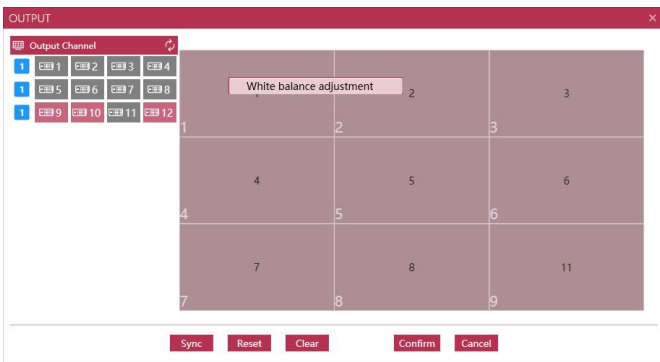 OUTPUT ×
Output Channel
1 1 2 3 4
1 5 6 7 8
1 9 10 11 12
White balance adjustment
2 3
1 2 3
4 5 6
4 5 6
7 8 11
7 8 9
Sync Reset Clear Confirm Cancel